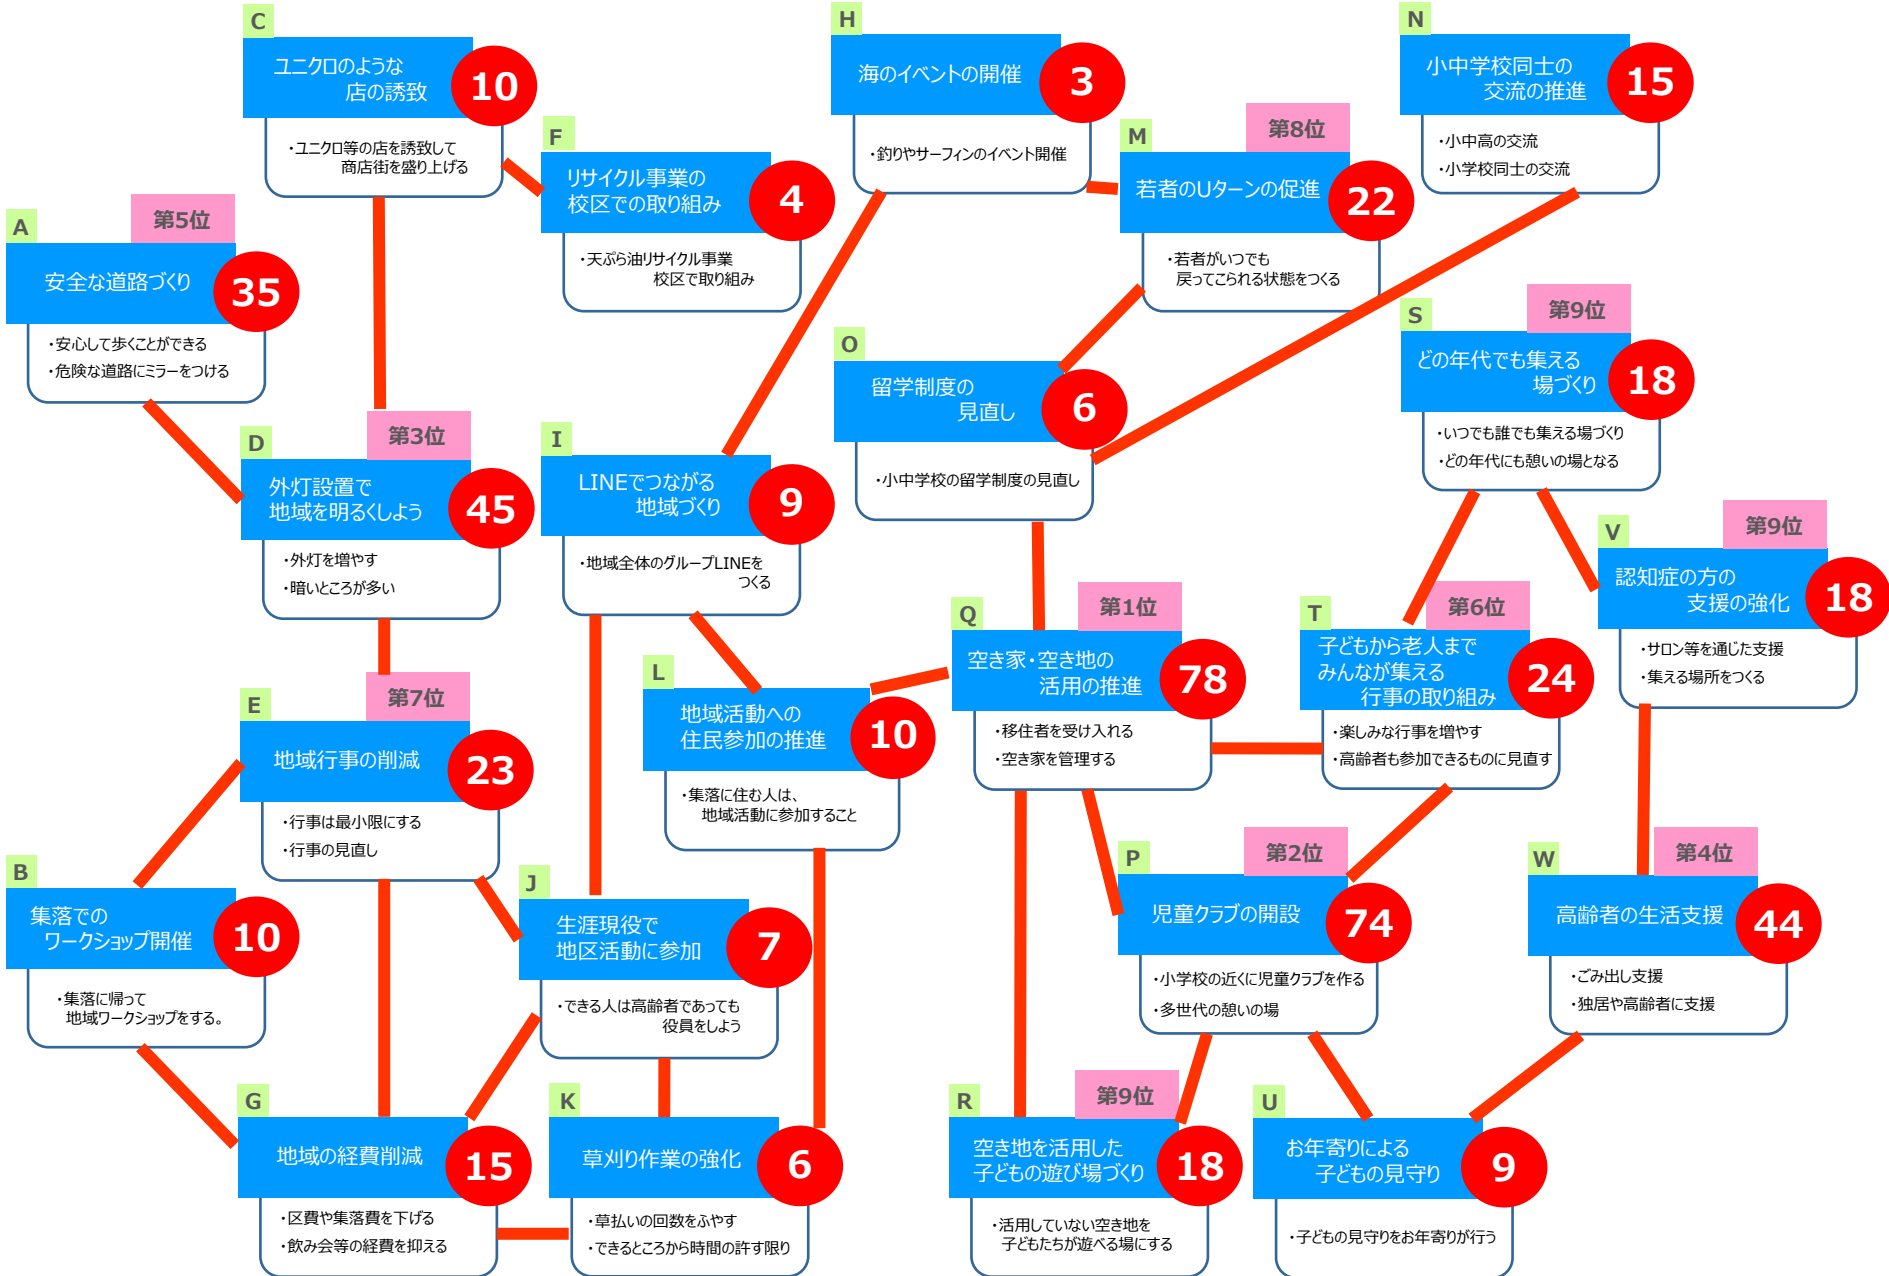 C
ユニクロのような
店の誘致
10
・ユニクロ等の店を誘致して
商店街を盛り上げる
F
リサイクル事業の
校区での取り組み
4
・天ぷら油リサイクル事業
校区で取り組み
A
第5位
安全な道路づくり
35
・安心して歩くことができる
・危険な道路にミラーをつける
D
第3位
外灯設置で
地域を明るくしよう
45
・外灯を増やす
・暗いところが多い
E
第7位
地域行事の削減
23
・行事は最小限にする
・行事の見直し
B
集落での
ワークショップ開催
10
・集落に帰って
地域ワークショップをする。
G
地域の経費削減
15
・区費や集落費を下げる
・飲み会等の経費を抑える
H
海のイベントの開催
3
・釣りやサーフィンのイベント開催
I
LINEでつながる
地域づくり
9
・地域全体のグループLINEを
つくる
L
地域活動への
住民参加の推進
10
・集落に住む人は、
地域活動に参加すること
J
生涯現役で
地区活動に参加
7
・できる人は高齢者であっても
役員をしよう
K
草刈り作業の強化
6
・草払いの回数をふやす
・できるところから時間の許す限り
M
第8位
若者のUターンの促進
22
・若者がいつでも
戻ってこられる状態をつくる
N
小中学校同士の
交流の推進
15
・小中高の交流
・小学校同士の交流
O
留学制度の
見直し
6
・小中学校の留学制度の見直し
Q
第1位
空き家・空き地の
活用の推進
78
・移住者を受け入れる
・空き家を管理する
S
第9位
どの年代でも集える
場づくり
18
・いつでも誰でも集える場づくり
・どの年代にも憩いの場となる
T
第6位
子どもから老人まで
みんなが集える
行事の取り組み
24
・楽しみな行事を増やす
・高齢者も参加できるものに見直す
V
第9位
認知症の方の
支援の強化
18
・サロン等を通じた支援
・集える場所をつくる
P
第2位
児童クラブの開設
74
・小学校の近くに児童クラブを作る
・多世代の憩いの場
W
第4位
高齢者の生活支援
44
・ごみ出し支援
・独居や高齢者に支援
R
第9位
空き地を活用した
子どもの遊び場づくり
18
・活用していない空き地を
子どもたちが遊べる場にする
U
お年寄りによる
子どもの見守り
9
・子どもの見守りをお年寄りが行う